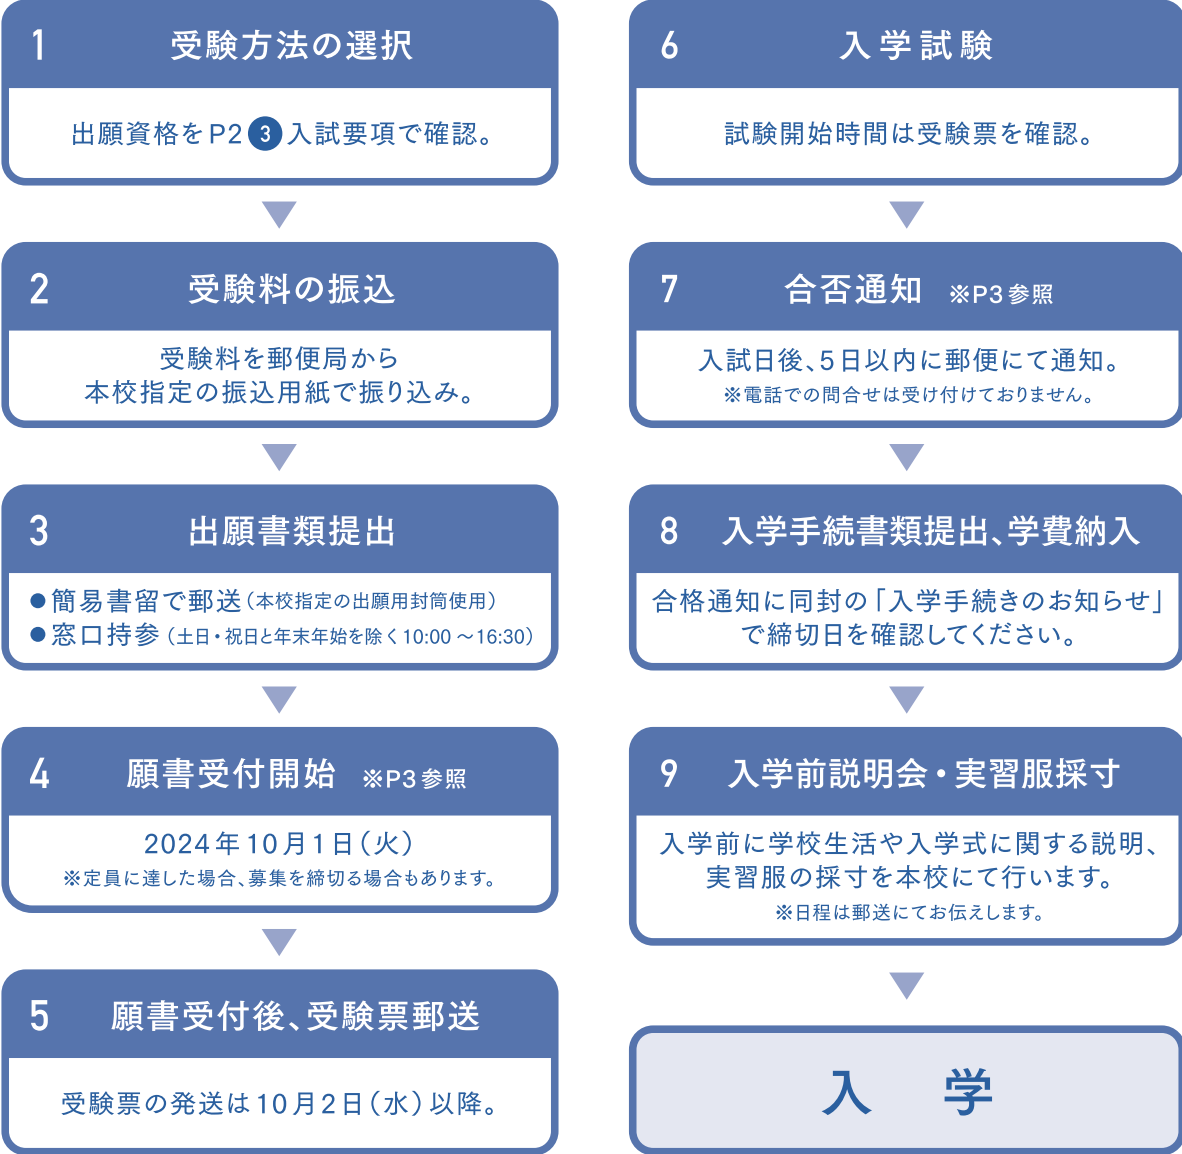 1 受験方法の選択
出願資格をP2 3 入試要項で確認。
2 受験料の振込
受験料を郵便局から
本校指定の振込用紙で振り込み。
3 出願書類提出
●簡易書留で郵送（本校指定の出願用封筒使用）
●窓口持参（土日・祝日と年末年始を除く10:00～16:30）
4 願書受付開始 ※P3参照
2024年10月1日（火）
※定員に達した場合、募集を締切る場合もあります。
5 願書受付後、受験票郵送
受験票の発送は10月2日（水）以降。
6 入学試験
試験開始時間は受験票を確認。
7 合否通知 ※P3参照
入試日後、5日以内に郵便にて通知。
※電話での問合せは受け付けておりません。
8 入学手続書類提出、学費納入
合格通知に同封の「入学手続きのお知らせ」
で締切日を確認してください。
9 入学前説明会・実習服採寸
入学前に学校生活や入学式に関する説明、
実習服の採寸を本校にて行います。
※日程は郵送にてお伝えします。
入学